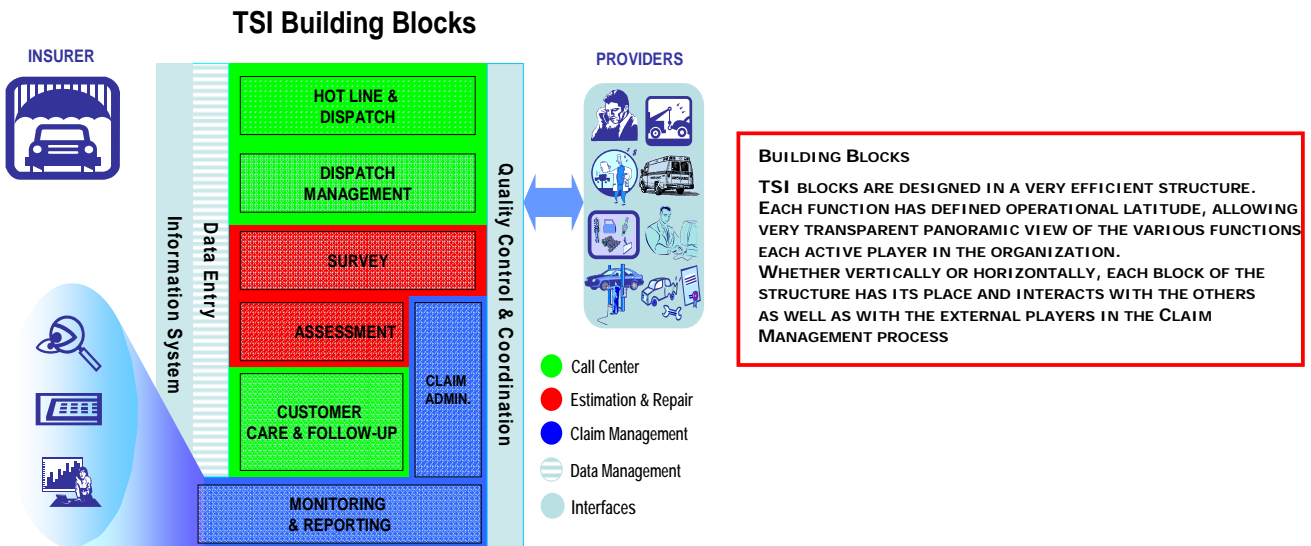 TSI Building Blocks
INSURER
PROVIDERS
HOT LINE &
DISPATCH
DISPATCH
MANAGEMENT
SURVEY
ASSESSMENT
CLAIM
ADMIN.
CUSTOMER
CARE & FOLLOW-UP
MONITORING
& REPORTING
Information System
Data Entry
Quality Control & Coordination
Call Center
Estimation & Repair
Claim Management
Data Management
Interfaces
BUILDING BLOCKS
TSI BLOCKS ARE DESIGNED IN A VERY EFFICIENT STRUCTURE.
EACH FUNCTION HAS DEFINED OPERATIONAL LATITUDE, ALLOWING
VERY TRANSPARENT PANORAMIC VIEW OF THE VARIOUS FUNCTIONS
EACH ACTIVE PLAYER IN THE ORGANIZATION.
WHETHER VERTICALLY OR HORIZONTALLY, EACH BLOCK OF THE
STRUCTURE HAS ITS PLACE AND INTERACTS WITH THE OTHERS
AS WELL AS WITH THE EXTERNAL PLAYERS IN THE CLAIM
MANAGEMENT PROCESS